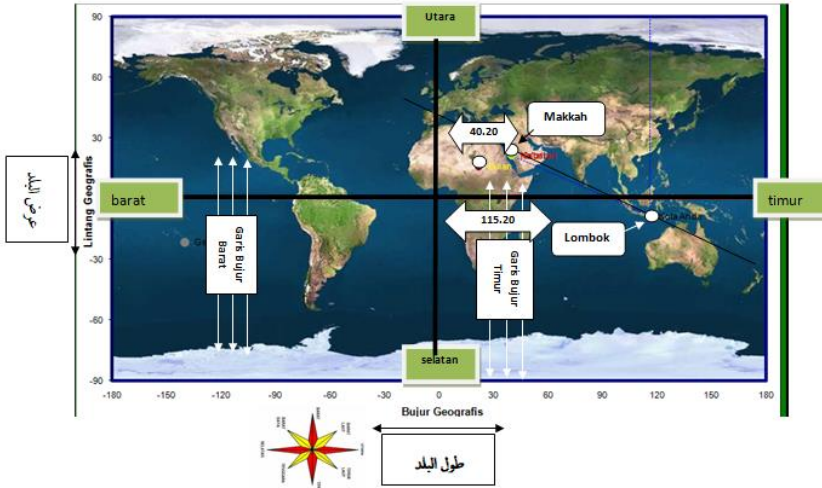 Utara
90
60
30
0
-30
-60
-90
Lintang Geografis
عرض البلد
barat
timur
selatan
40.20
Makkah
115.20
Lombok
Garis Bujur
Barat
Garis Bujur
Timur
-180 -150 -120 -90 -60 -30 0 30 60 90 120 150 180
Bujur Geografis
طول البلد